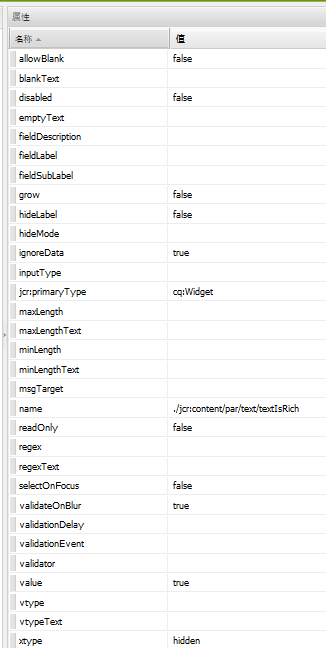 属性
名称 值
allowBlank false
blankText
disabled false
emptyText
fieldDescription
fieldLabel
fieldSubLabel
grow false
hideLabel false
hideMode
ignoreData true
inputType
jcr:primaryType cq:Widget
maxLength
maxLengthText
minLength
minLengthText
msgTarget
name ./jcr:content/par/text/textIsRich
readOnly false
regex
regexText
selectOnFocus false
validateOnBlur true
validationDelay
validationEvent
validator
value true
vtype
vtypeText
xtype hidden